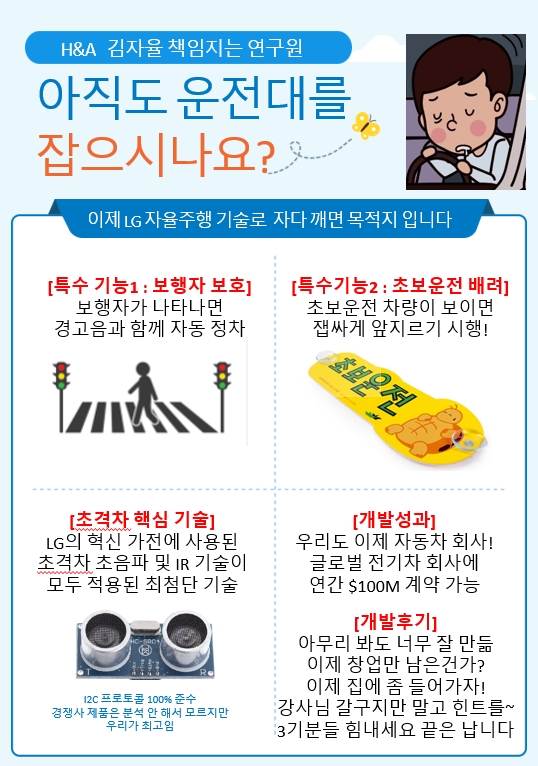 H&A 김자율 책임지는 연구원
아직도 운전대를
잡으시나요?
이제 LG 자율주행 기술로 자다 깨면 목적지 입니다
[특수 기능1 : 보행자 보호]
보행자가 나타나면
경고음과 함께 자동 정차
[특수기능2 : 초보운전 배려]
초보운전 차량이 보이면
잽싸게 앞지르기 시행!
초보운전
[초격차 핵심 기술]
LG의 혁신 가전에 사용된
초격차 초음파 및 IR 기술이
모두 적용된 최첨단 기술
HC-SR04
T
R
I2C 프로토콜 100% 준수
경쟁사 제품은 분석 안 해서 모르지만
우리가 최고임
[개발성과]
우리도 이제 자동차 회사!
글로벌 전기차 회사에
연간 $100M 계약 가능
[개발후기]
아무리 봐도 너무 잘 만듦
이제 창업만 남은건가?
이제 집에 좀 들어가자!
강사님 갈구지만 말고 힌트를~
3기분들 힘내세요 끝은 납니다